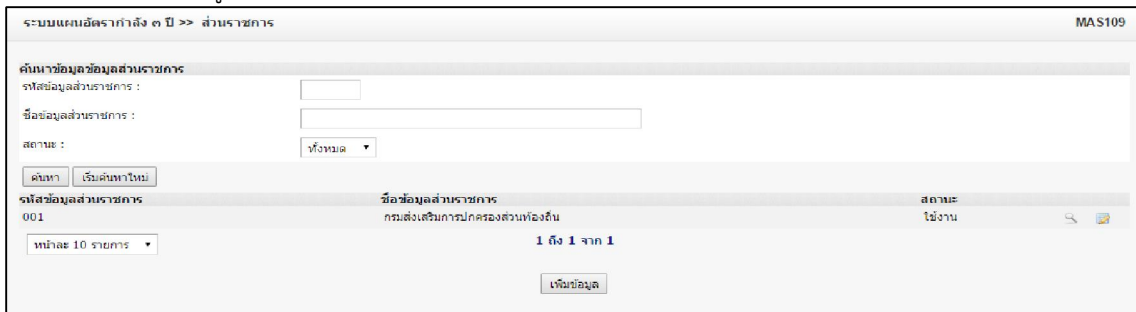 ระบบแผนอัตรากำลัง ๓ ปี >> ส่วนราชการ MAS109
ค้นหาข้อมูลข้อมูลส่วนราชการ
รหัสข้อมูลส่วนราชการ :
ชื่อข้อมูลส่วนราชการ :
สถานะ : ทั้งหมด
ค้นหา เริ่มค้นหาใหม่
รหัสข้อมูลส่วนราชการ ชื่อข้อมูลส่วนราชการ สถานะ
001 กรมส่งเสริมการปกครองส่วนท้องถิ่น ใช้งาน
หน้าละ 10 รายการ 1 ถึง 1 จาก 1
เพิ่มข้อมูล